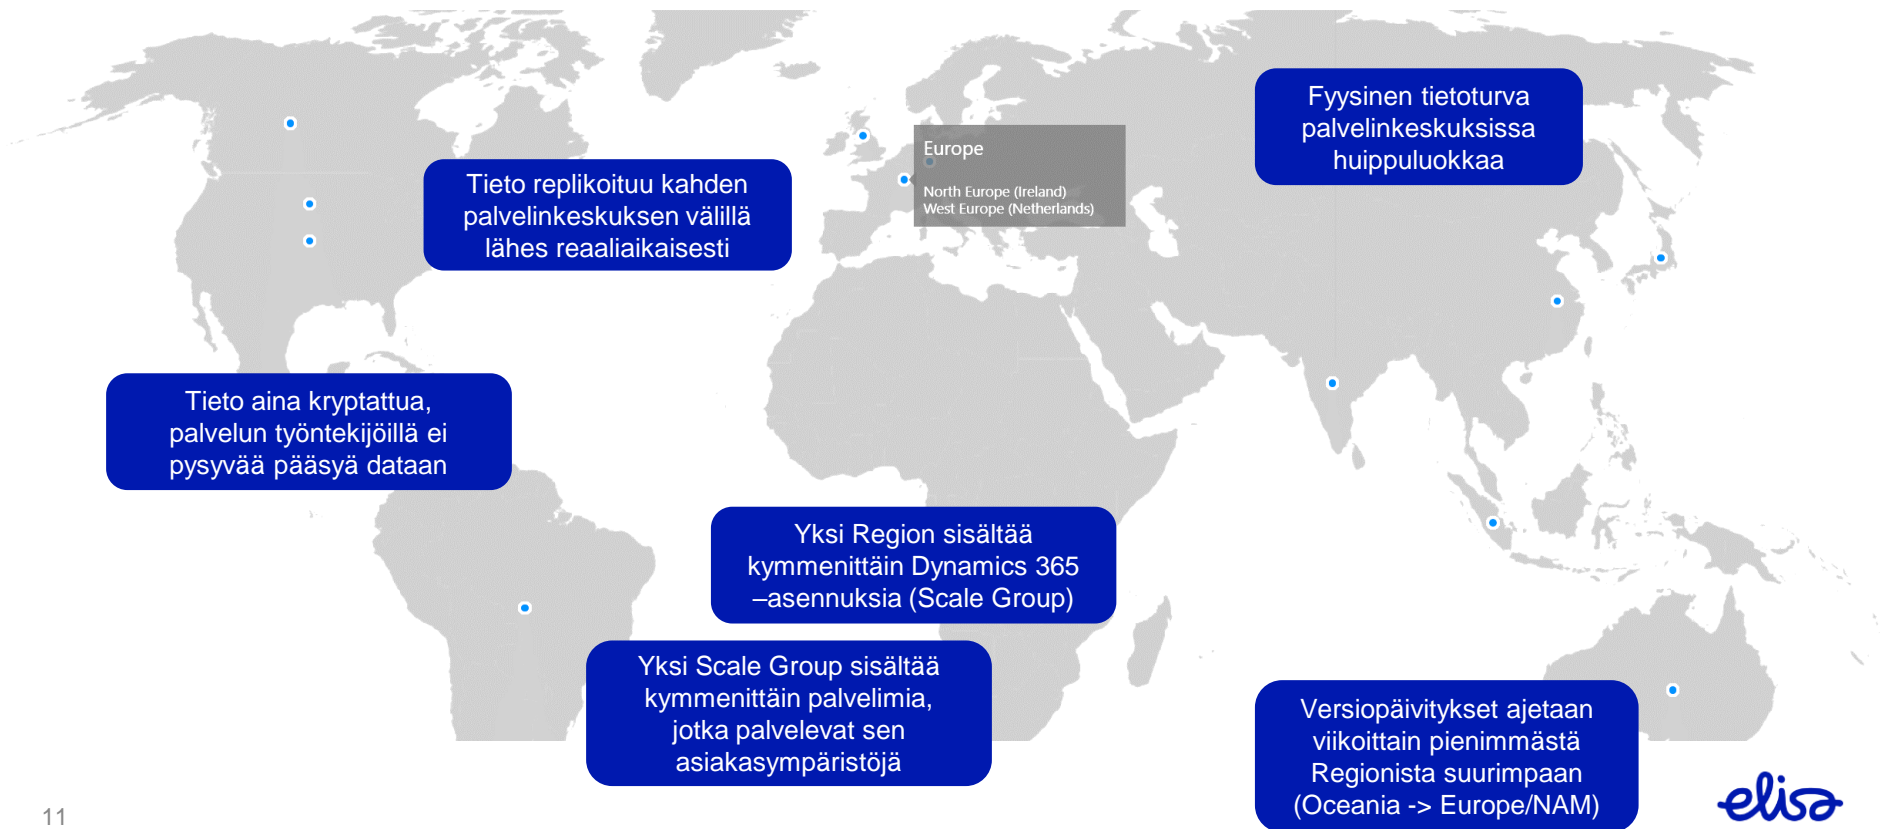 Fyysinen tietoturva
palvelinkeskuksissa
huippuluokkaa
Europe
North Europe (Ireland)
West Europe (Netherlands)
Tieto replikoituu kahden
palvelinkeskuksen välillä
lähes reaaliaikaisesti
Tieto aina kryptattua,
palvelun työntekijöillä ei
pysyvää pääsyä dataan
Yksi Region sisältää
kymmenittäin Dynamics 365
–asennuksia (Scale Group)
Yksi Scale Group sisältää
kymmenittäin palvelimia,
jotka palvelevat sen
asiakasympäristöjä
Versiopäivitykset ajetaan
viikoittain pienimmästä
Regionista suurimpaan
(Oceania -> Europe/NAM)
elisa
11